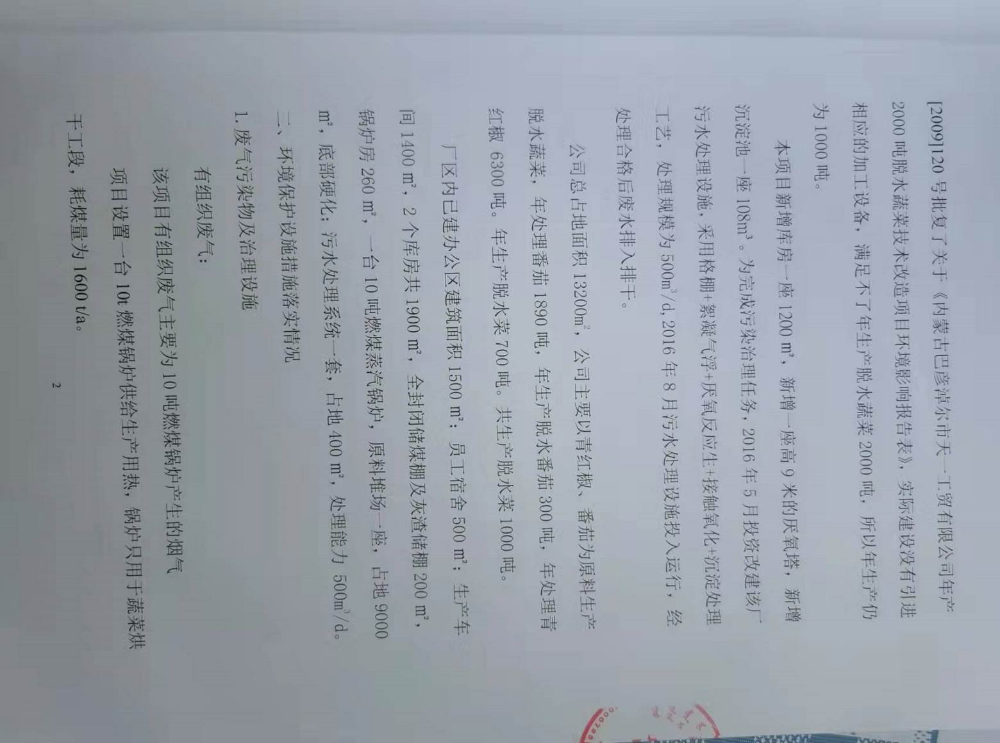 [2009]120 号批复了关于《内蒙古巴彦淖尔市天一工贸有限公司年产
2000 吨脱水蔬菜技术改造项目环境影响报告表》，实际建设没有引进
相应的加工设备，满足不了年生产脱水蔬菜 2000 吨，所以年生产仍
为 1000 吨。
本项目新增库房一座 1200 m²，新增一座高 9 米的厌氧塔，新增
沉淀池一座 108m³。为完成污染治理任务，2016 年 5 月投资改建该厂
污水处理设施，采用格栅+絮凝气浮+厌氧反应生+接触氧化+沉淀处理
工艺，处理规模为 500m³/d,2016 年 8 月污水处理设施投入运行，经
处理合格后废水排入排干。
公司总占地面积 13200m²，公司主要以青红椒、番茄为原料生产
脱水蔬菜，年处理番茄 1890 吨，年生产脱水番茄 300 吨，年处理青
红椒 6300 吨。年生产脱水菜 700 吨。共生产脱水菜 1000 吨。
厂区内已建办公区建筑面积 1500 m²；员工宿舍 500 m²；生产车
间 1400 m²，2 个库房共 1900 m²，全封闭储煤棚及灰渣储棚 200 m²，
锅炉房 260 m²，一台 10 吨燃煤蒸汽锅炉，原料堆场一座，占地 9000
m²，底部硬化；污水处理系统一套，占地 400 m²，处理能力 500m³/d。
二、环境保护设施措施落实情况
1.废气污染物及治理设施
有组织废气：
该项目有组织废气主要为 10 吨燃煤锅炉产生的烟气
项目设置一台 10t 燃煤锅炉供给生产用热，锅炉只用于蔬菜烘
干工段，耗煤量为 1600 t/a。
2